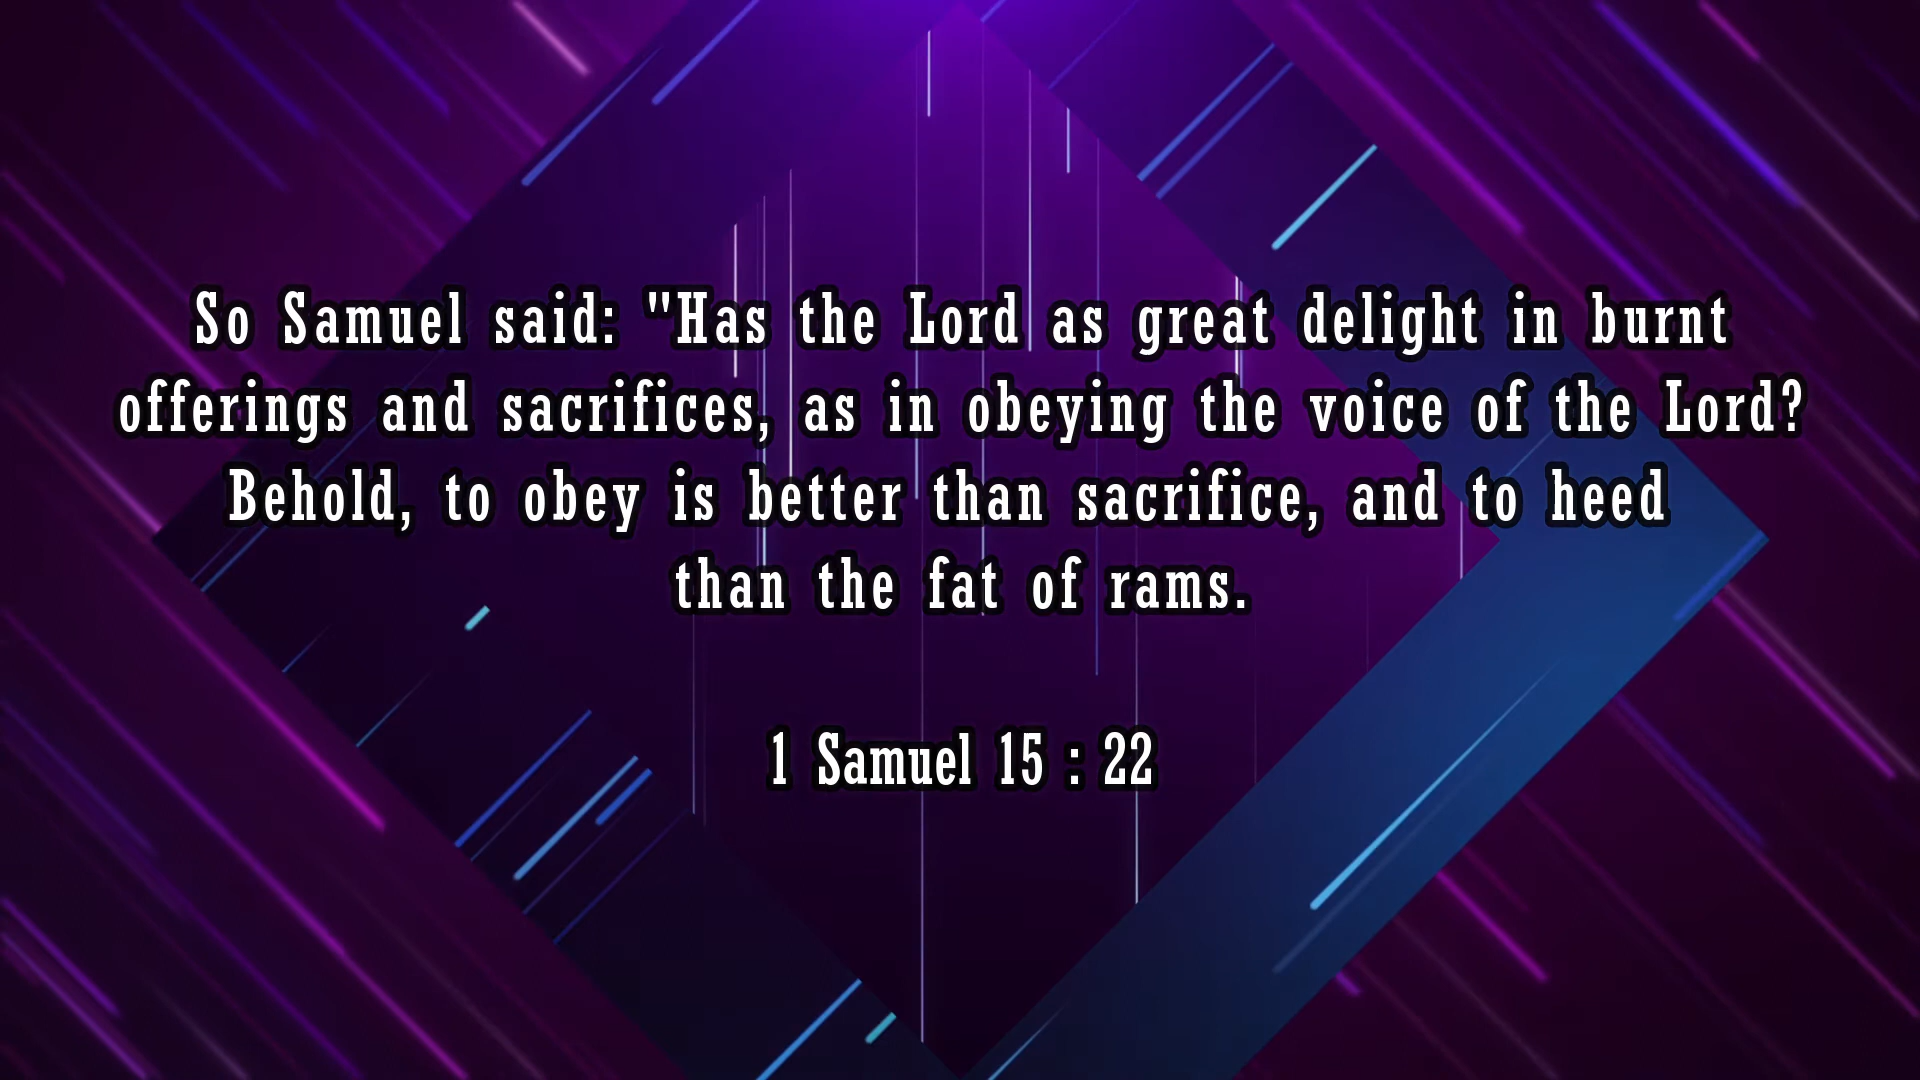 So Samuel said: "Has the Lord as great delight in burnt
offerings and sacrifices, as in obeying the voice of the Lord?
Behold, to obey is better than sacrifice, and to heed
than the fat of rams.
1 Samuel 15 : 22